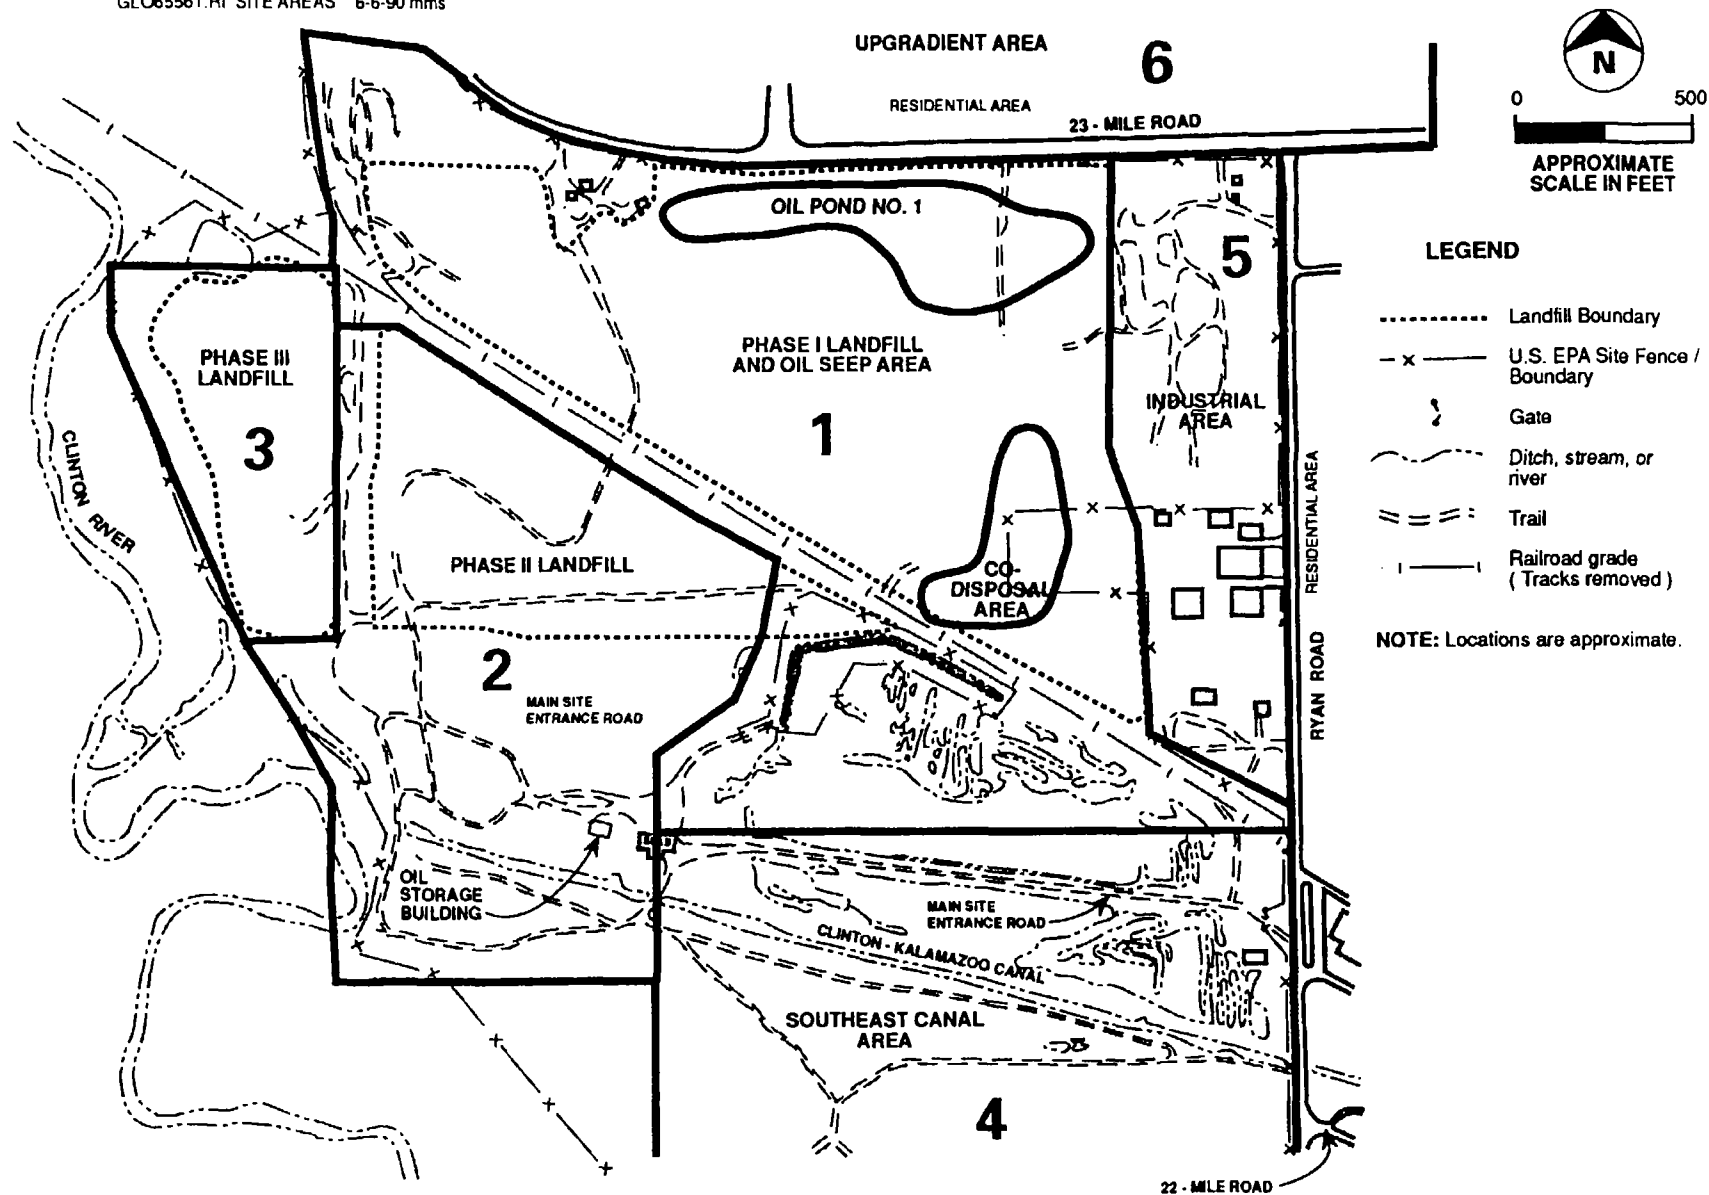 SITE AREAS 6-6-90 mms
UPGRADIENT AREA
6
RESIDENTIAL AREA
23 - MILE ROAD
N
0 500
APPROXIMATE
SCALE IN FEET
OIL POND NO. 1
5
LEGEND
Landfill Boundary
U.S. EPA Site Fence /
Boundary
Gate
Ditch, stream, or
river
Trail
Railroad grade
( Tracks removed )
NOTE: Locations are approximate.
PHASE III
LANDFILL
3
PHASE I LANDFILL
AND OIL SEEP AREA
1
INDUSTRIAL
AREA
CLINTON RIVER
RESIDENTIAL AREA
RYAN ROAD
PHASE II LANDFILL
CO-
DISPOSAL
AREA
2
MAIN SITE
ENTRANCE ROAD
OIL
STORAGE
BUILDING
MAIN SITE
ENTRANCE ROAD
CLINTON - KALAMAZOO CANAL
SOUTHEAST CANAL
AREA
4
22 - MILE ROAD